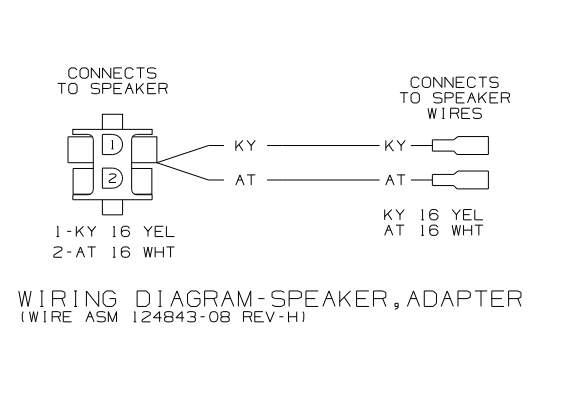 CONNECTS
TO SPEAKER
CONNECTS
TO SPEAKER
WIRES
1
2
KY
KY
AT
AT
1-KY 16 YEL
2-AT 16 WHT
KY 16 YEL
AT 16 WHT
WIRING DIAGRAM-SPEAKER,ADAPTER
(WIRE ASM 124843-08 REV-H)